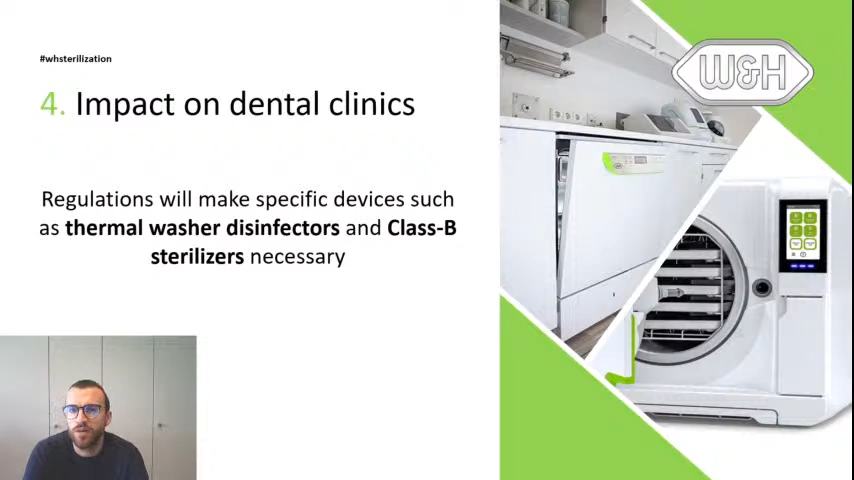 #whsterilization
4. Impact on dental clinics
Regulations will make specific devices such
as thermal washer disinfectors and Class-B
sterilizers necessary
W&H